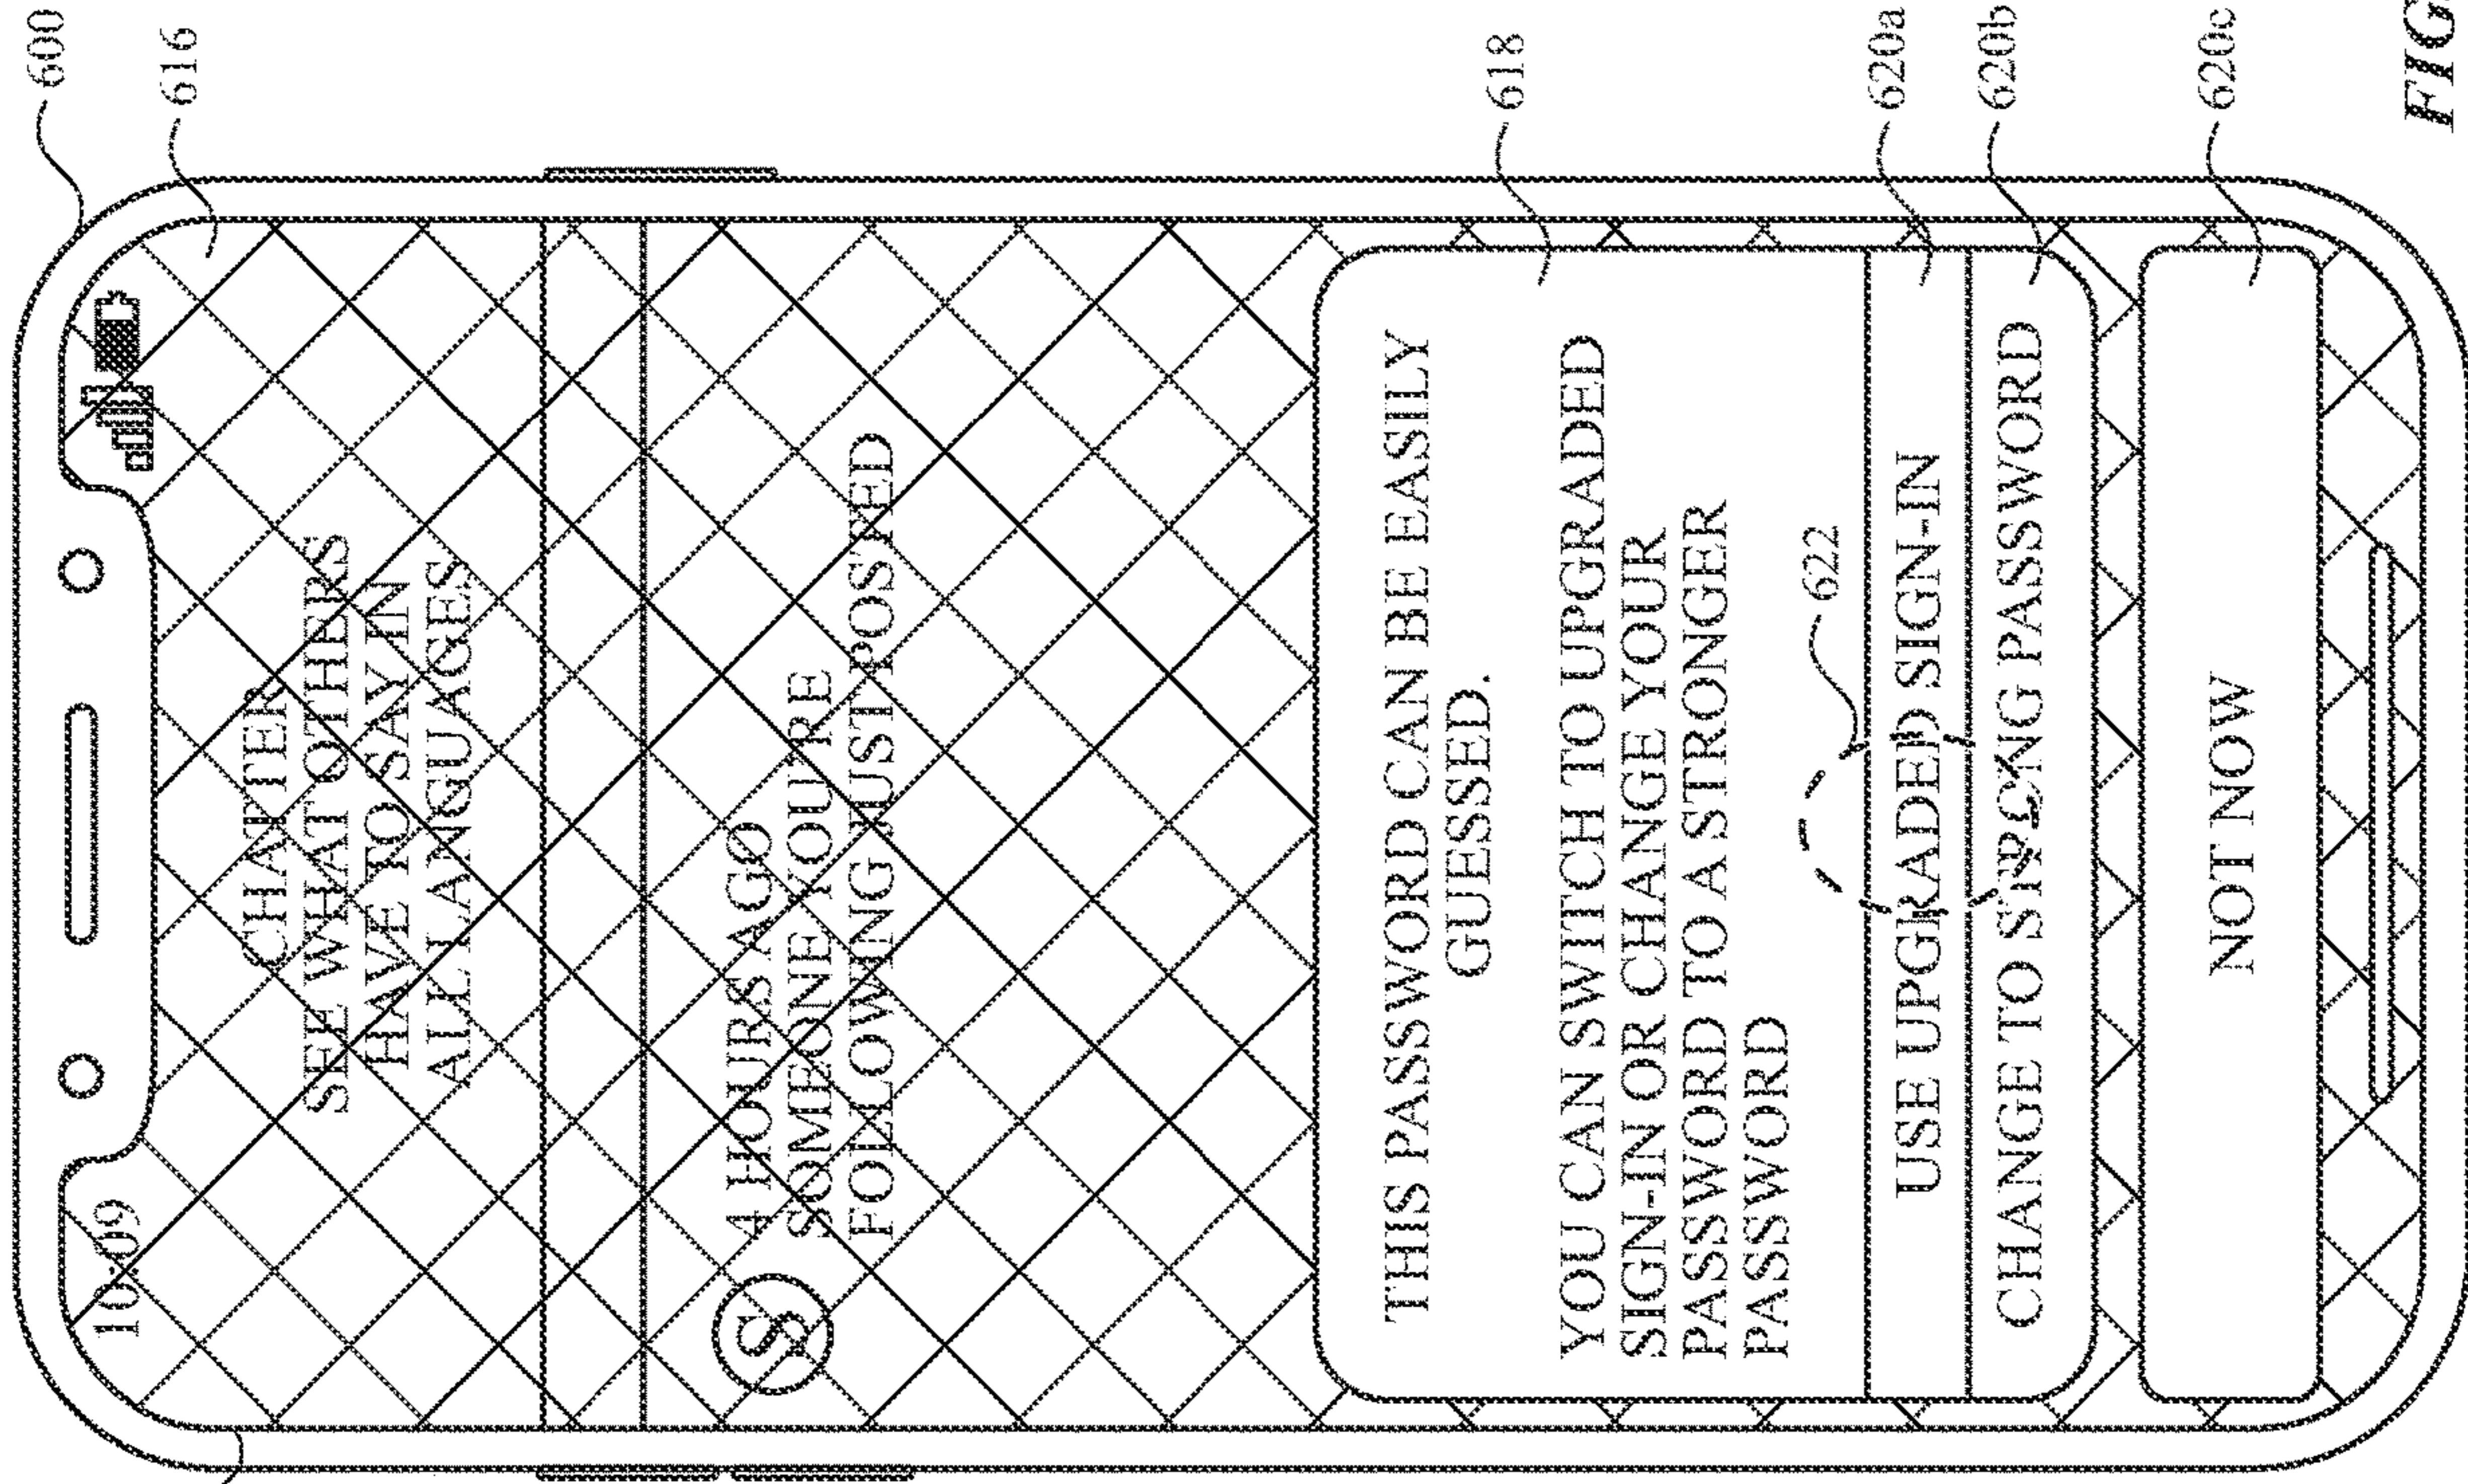 600
616
10:09
CHATTER
SEE WHAT OTHERS
HAVE TO SAY IN
ALL LANGUAGES
S
4 HOURS AGO
SOMEONE YOU'RE
FOLLOWING JUST POSTED
THIS PASSWORD CAN BE EASILY
GUESSED.
618
YOU CAN SWITCH TO UPGRADED
SIGN-IN OR CHANGE YOUR
PASSWORD TO A STRONGER
PASSWORD
622
USE UPGRADED SIGN-IN
620a
CHANGE TO STRONG PASSWORD
620b
NOT NOW
620c
FIG.